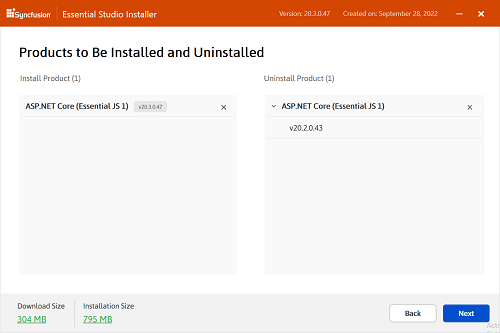 Syncfusion
Essential Studio Installer
Version: 20.3.0.47
Created on: September 28, 2022
Products to Be Installed and Uninstalled
Install Product (1)
Uninstall Product (1)
ASP.NET Core (Essential JS 1) v20.3.0.47
ASP.NET Core (Essential JS 1)
v20.2.0.43
Download Size
304 MB
Installation Size
795 MB
Back
Next